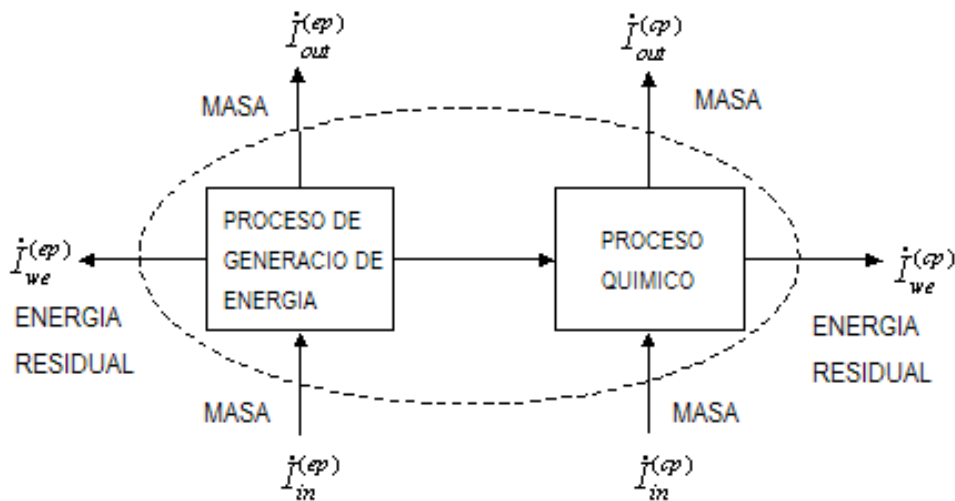 İ_out^(ep)
İ_out^(cp)
MASA
MASA
PROCESO DE
GENERACIO DE
ENERGIA
PROCESO
QUIMICO
İ_we^(ep)
ENERGIA
RESIDUAL
İ_we^(cp)
ENERGIA
RESIDUAL
MASA
MASA
İ_in^(ep)
İ_in^(cp)